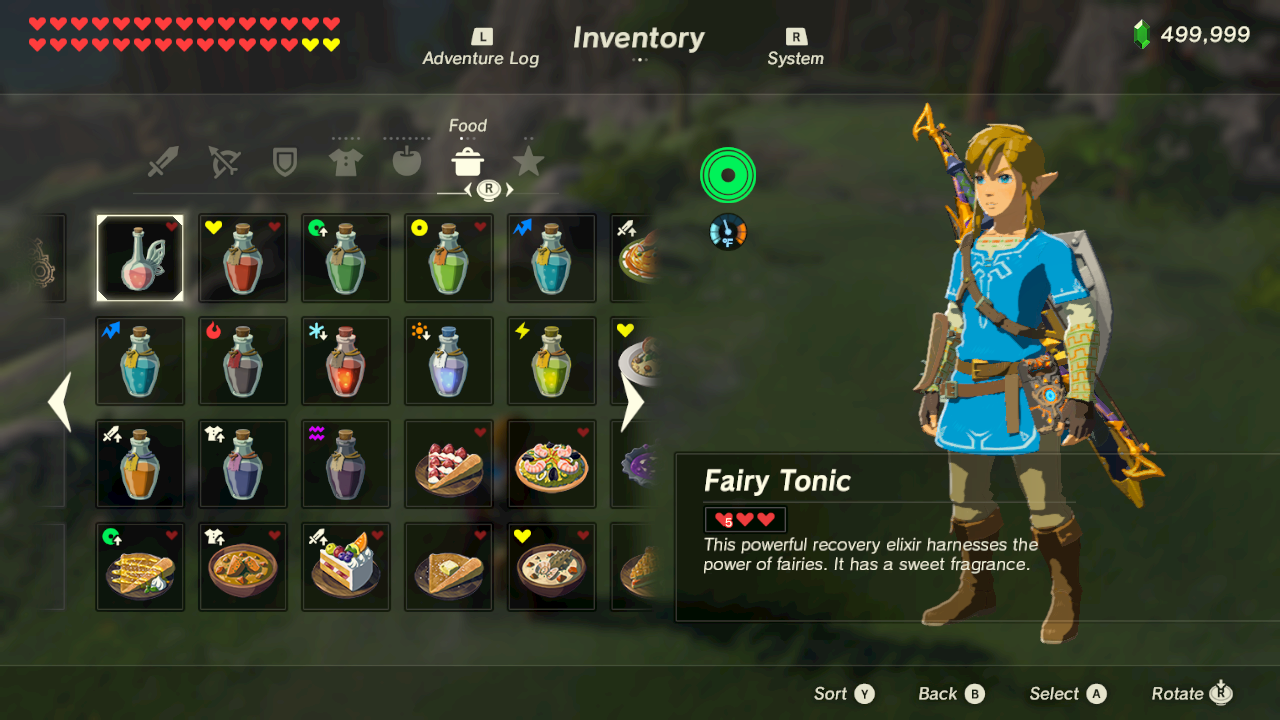 L
Inventory
R
499,999
Adventure Log
System
Food
R
°F
Fairy Tonic
5
This powerful recovery elixir harnesses the
power of fairies. It has a sweet fragrance.
Sort Y
Back B
Select A
Rotate R